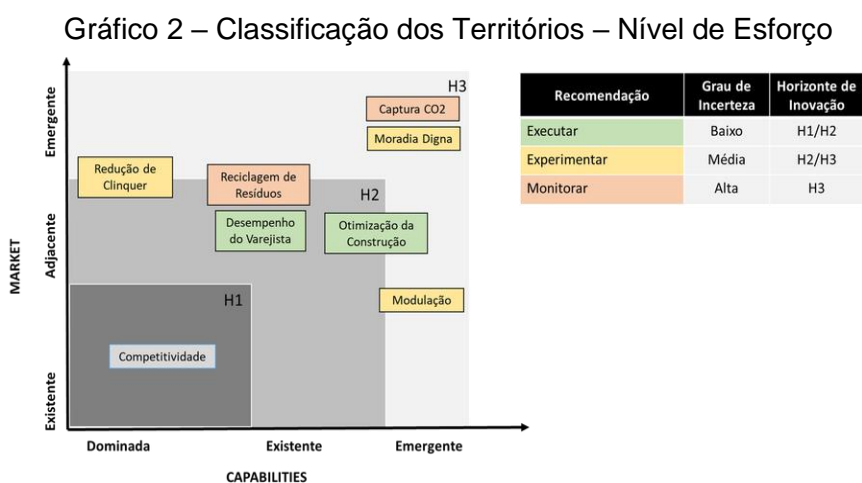 Gráfico 2 – Classificação dos Territórios – Nível de Esforço
MARKET
Emergente
Adjacente
Existente
H3
Captura CO2
Moradia Digna
Redução de
Clinquer
Reciclagem de
Resíduos
H2
Desempenho
do Varejista
Otimização da
Construção
H1
Modulação
Competitividade
Dominada
Existente
Emergente
CAPABILITIES
Recomendação
Grau de
Incerteza
Horizonte de
Inovação
Executar
Baixo
H1/H2
Experimentar
Média
H2/H3
Monitorar
Alta
H3